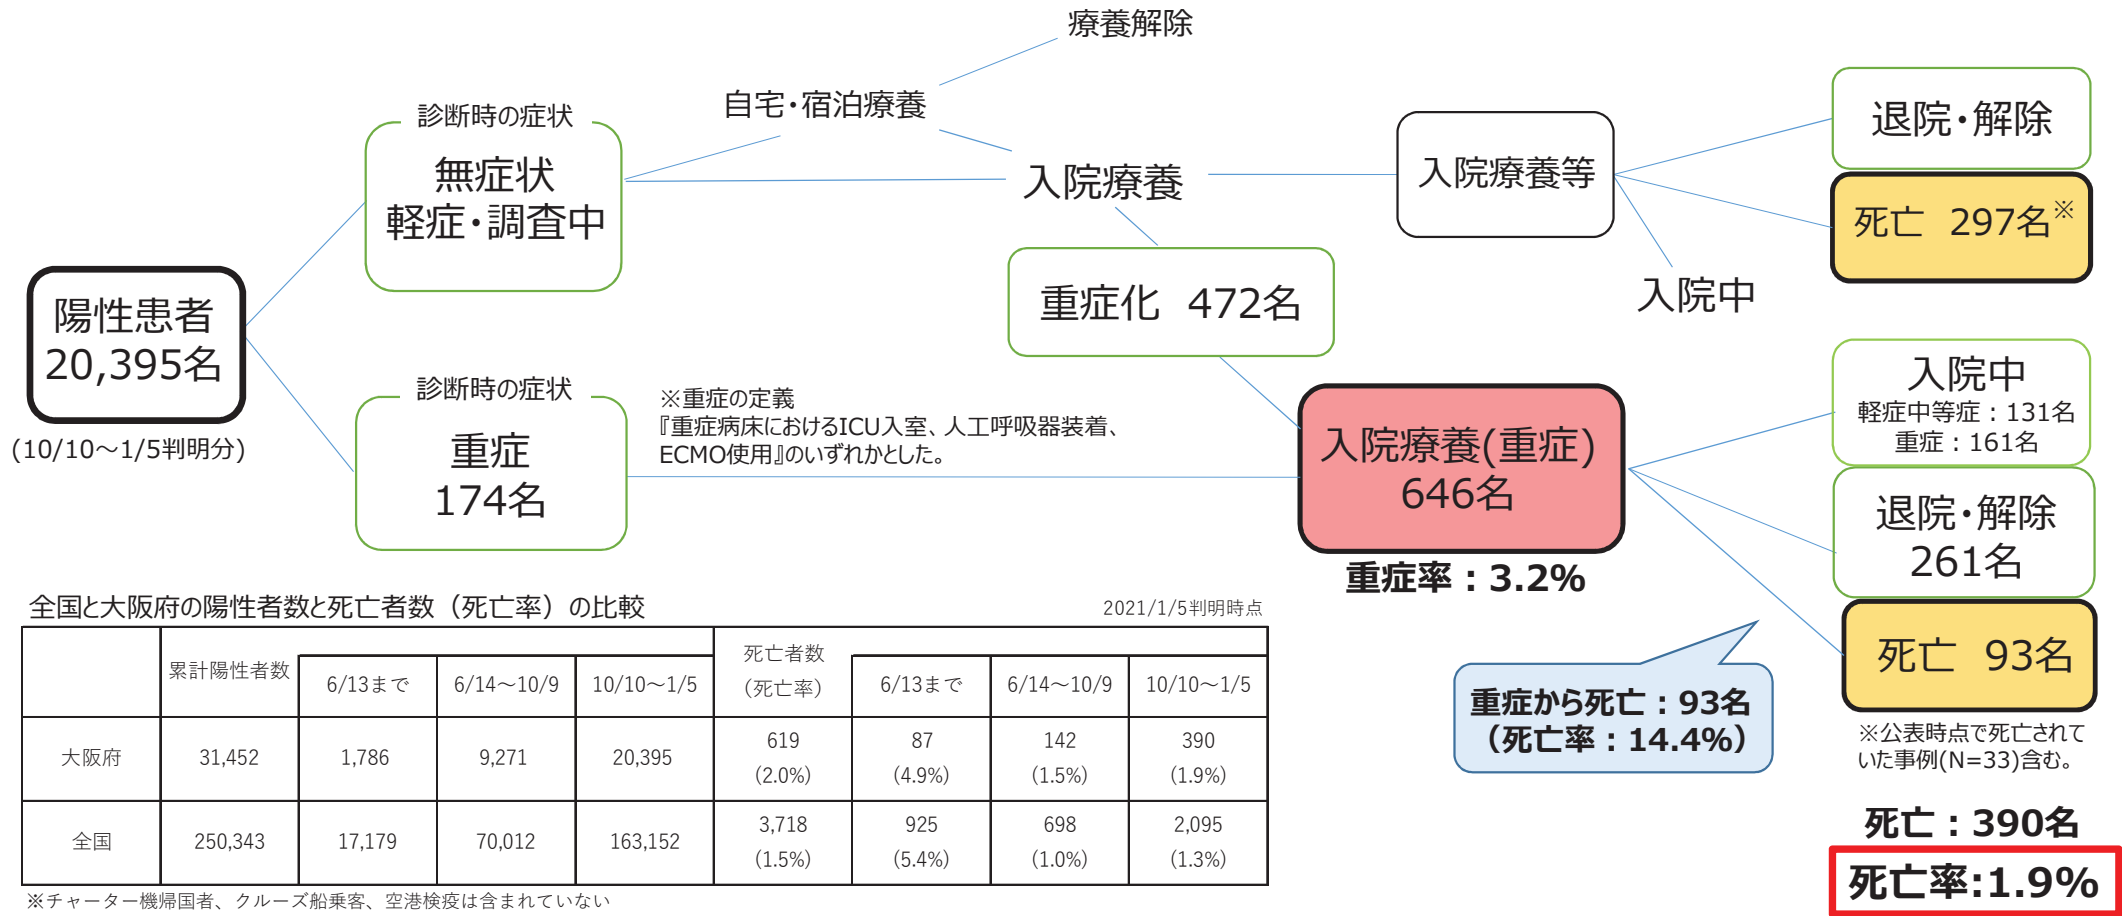 療養解除
自宅・宿泊療養
診断時の症状
無症状
軽症・調査中
入院療養
入院療養等
退院・解除
死亡 297名※
入院中
重症化 472名
陽性患者
20,395名
(10/10～1/5判明分)
診断時の症状
重症
174名
※重症の定義
『重症病床におけるICU入室、人工呼吸器装着、
ECMO使用』のいずれかとした。
入院療養(重症)
646名
重症率：3.2%
入院中
軽症中等症：131名
重症：161名
退院・解除
261名
死亡 93名
重症から死亡：93名
（死亡率：14.4%）
※公表時点で死亡されて
いた事例(N=33)含む。
死亡：390名
死亡率:1.9%
全国と大阪府の陽性者数と死亡者数（死亡率）の比較
2021/1/5判明時点
累計陽性者数 6/13まで 6/14～10/9 10/10～1/5 死亡者数 （死亡率） 6/13まで 6/14～10/9 10/10～1/5
大阪府 31,452 1,786 9,271 20,395 619 (2.0%) 87 (4.9%) 142 (1.5%) 390 (1.9%)
全国 250,343 17,179 70,012 163,152 3,718 (1.5%) 925 (5.4%) 698 (1.0%) 2,095 (1.3%)
※チャーター機帰国者、クルーズ船乗客、空港検疫は含まれていない